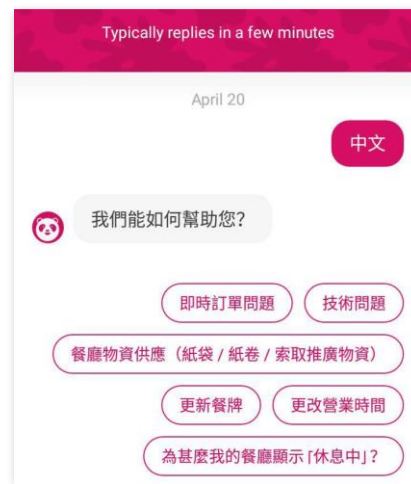 Typically replies in a few minutes
April 20
中文
我們能如何幫助您？
即時訂單問題
技術問題
餐廳物資供應（紙袋 / 紙卷 / 索取推廣物資）
更新餐牌
更改營業時間
為甚麼我的餐廳顯示「休息中」？